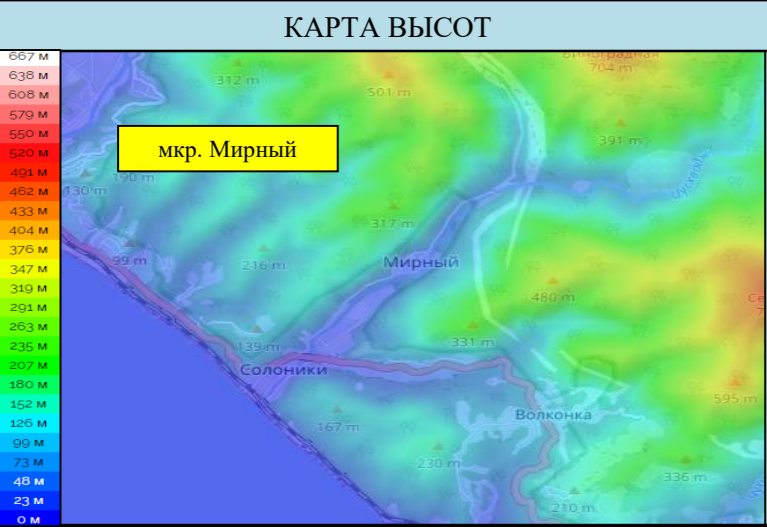 КАРТА ВЫСОТ
667 м
638 м
608 м
579 м
550 м
520 м
491 м
462 м
433 м
404 м
376 м
347 м
319 м
291 м
263 м
235 м
207 м
180 м
152 м
126 м
99 м
73 м
48 м
23 м
0 м
Виноградная
704 m
312 m
501 m
391 m
мкр. Мирный
190 m
130 m
317 m
99 m
216 m
Мирный
480 m
Се
139 m
331 m
Солоники
595 m
167 m
Волконка
230 m
336 m
210 m